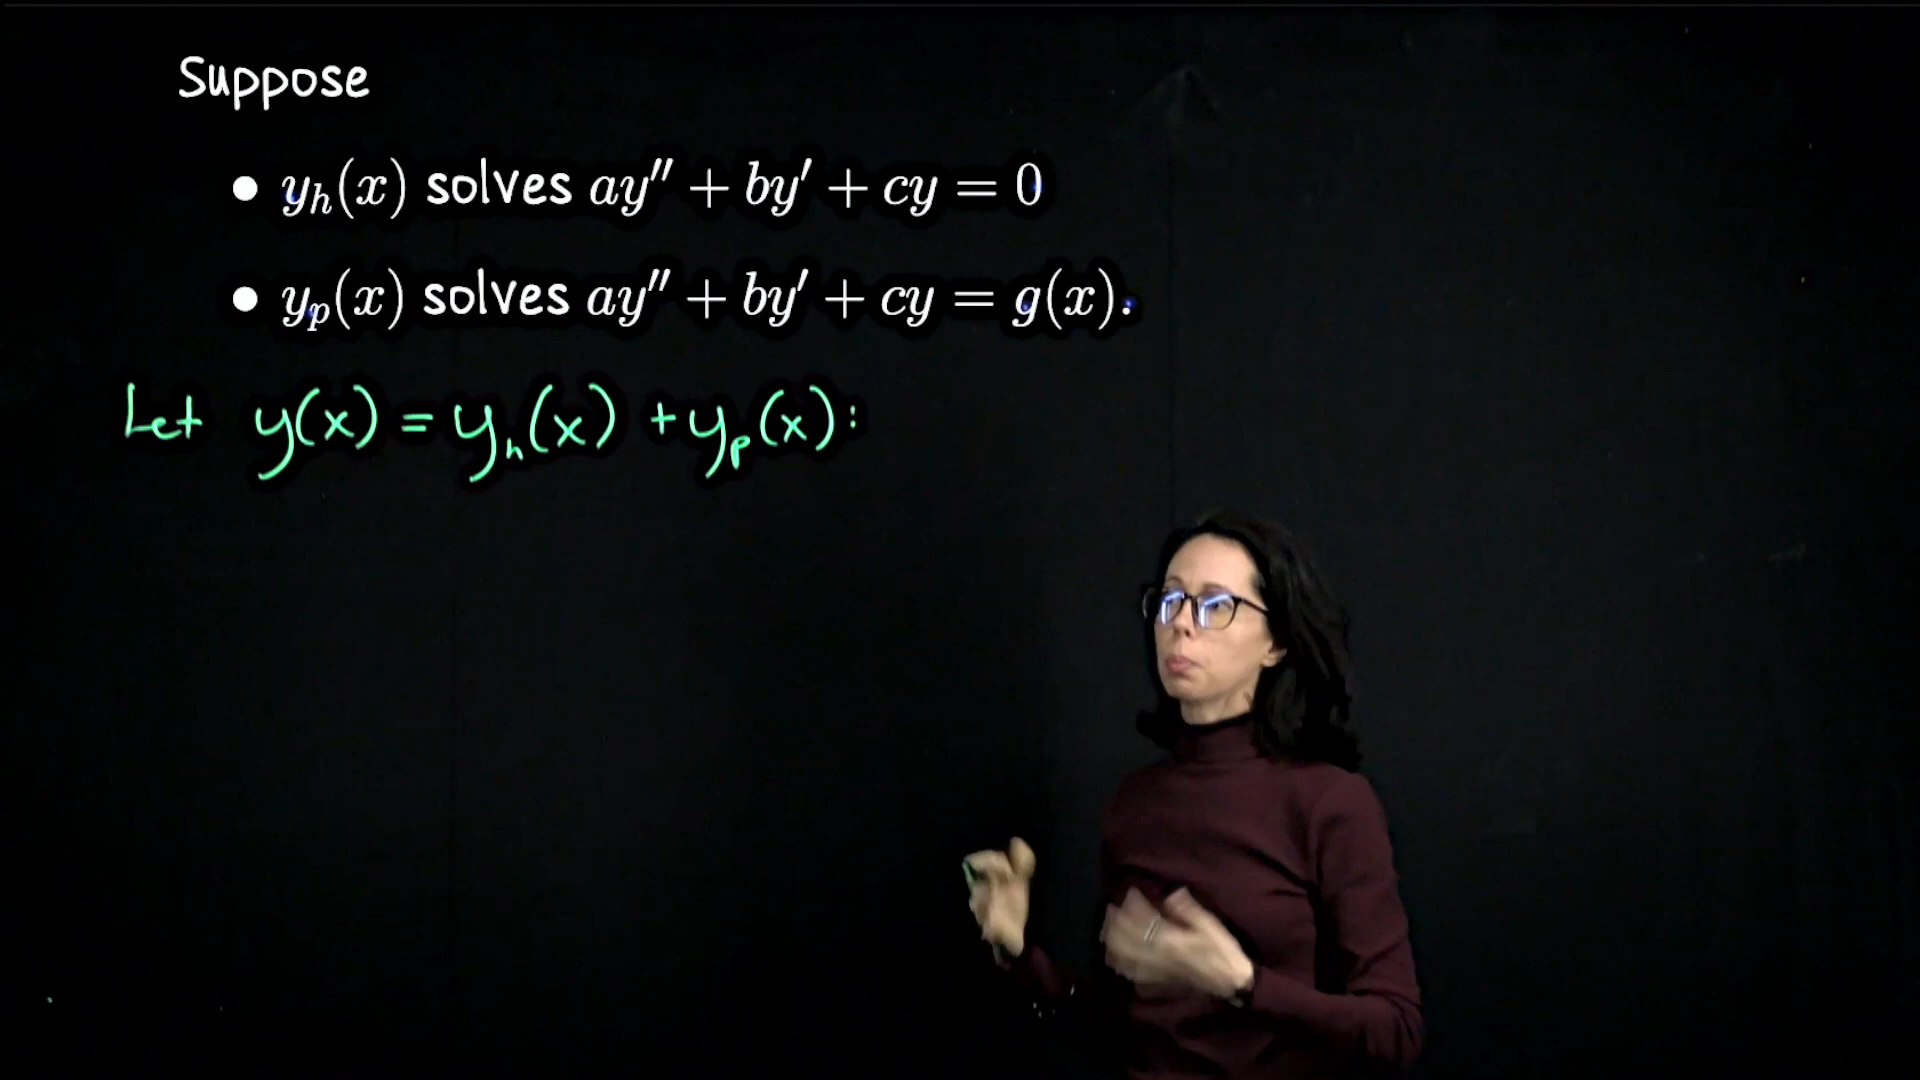 Suppose
• y_h(x) solves ay″ + by′ + cy = 0
• y_p(x) solves ay″ + by′ + cy = g(x).
Let y(x) = y_h(x) + y_p(x):